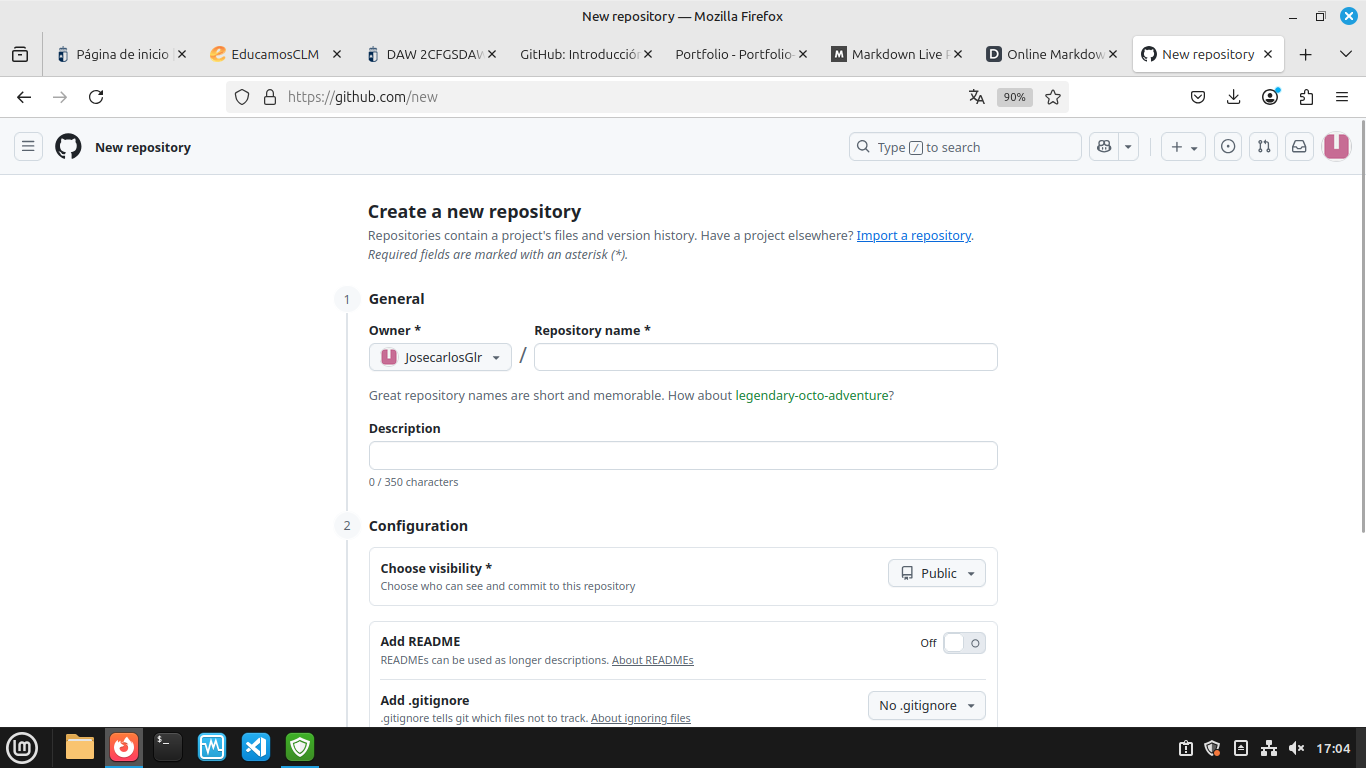 New repository — Mozilla Firefox
Página de inicio |
EducamosCLM
DAW 2CFGSDAW
GitHub: Introducción
Portfolio - Portfolio-
Markdown Live P
Online Markdow
New repository
https://github.com/new
90%
New repository
Type / to search
Create a new repository
Repositories contain a project's files and version history. Have a project elsewhere? Import a repository.
Required fields are marked with an asterisk (*).
1
General
Owner *
Repository name *
JosecarlosGlr
/
Great repository names are short and memorable. How about legendary-octo-adventure?
Description
0 / 350 characters
2
Configuration
Choose visibility *
Choose who can see and commit to this repository
Public
Add README
READMEs can be used as longer descriptions. About READMEs
Off
Add .gitignore
.gitignore tells git which files not to track. About ignoring files
No .gitignore
17:04